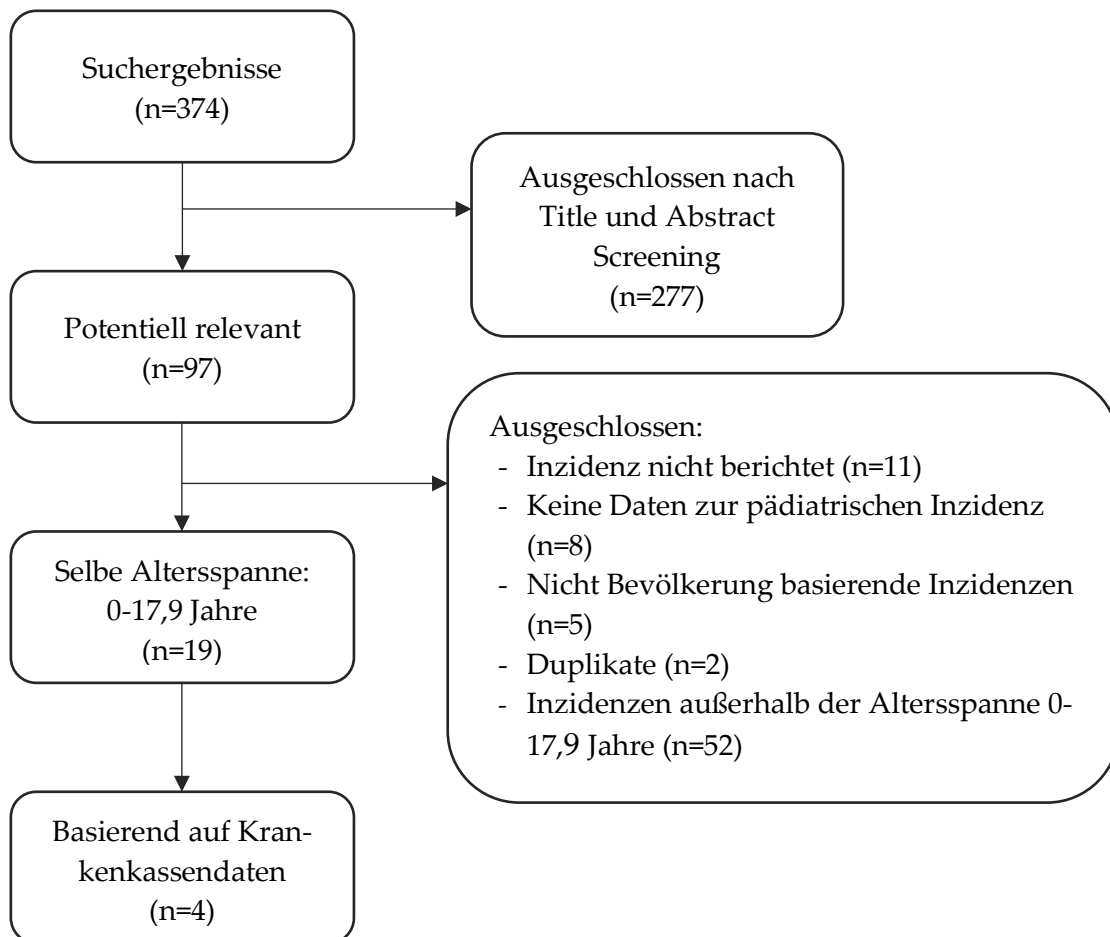 Suchergebnisse
(n=374)
Ausgeschlossen nach
Title und Abstract
Screening
(n=277)
Potentiell relevant
(n=97)
Ausgeschlossen:
- Inzidenz nicht berichtet (n=11)
- Keine Daten zur pädiatrischen Inzidenz
(n=8)
- Nicht Bevölkerung basierende Inzidenzen
(n=5)
- Duplikate (n=2)
- Inzidenzen außerhalb der Altersspanne 0-
17,9 Jahre (n=52)
Selbe Altersspanne:
0-17,9 Jahre
(n=19)
Basierend auf Kran-
kenkassendaten
(n=4)